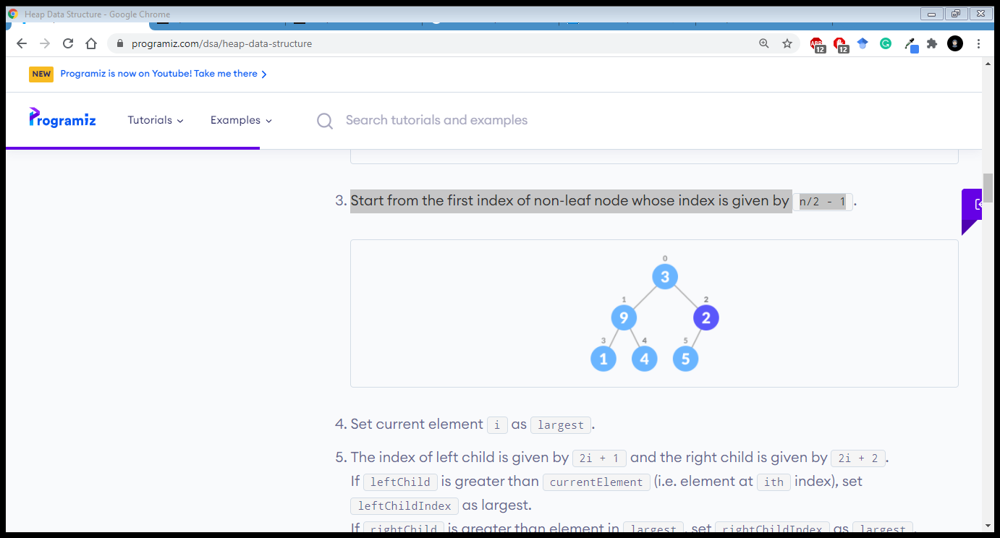 Heap Data Structure - Google Chrome
programiz.com/dsa/heap-data-structure
ABP
12
12
NEW Programiz is now on Youtube! Take me there
Programiz Tutorials Examples Search tutorials and examples
3. Start from the first index of non-leaf node whose index is given by n/2 - 1 .
0
3
1 2
9 2
3 4 5
1 4 5
4. Set current element i as largest .
5. The index of left child is given by 2i + 1 and the right child is given by 2i + 2 .
If leftChild is greater than currentElement (i.e. element at ith index), set
leftChildIndex as largest.
If rightChild is greater than element in largest , set rightChildIndex as largest .